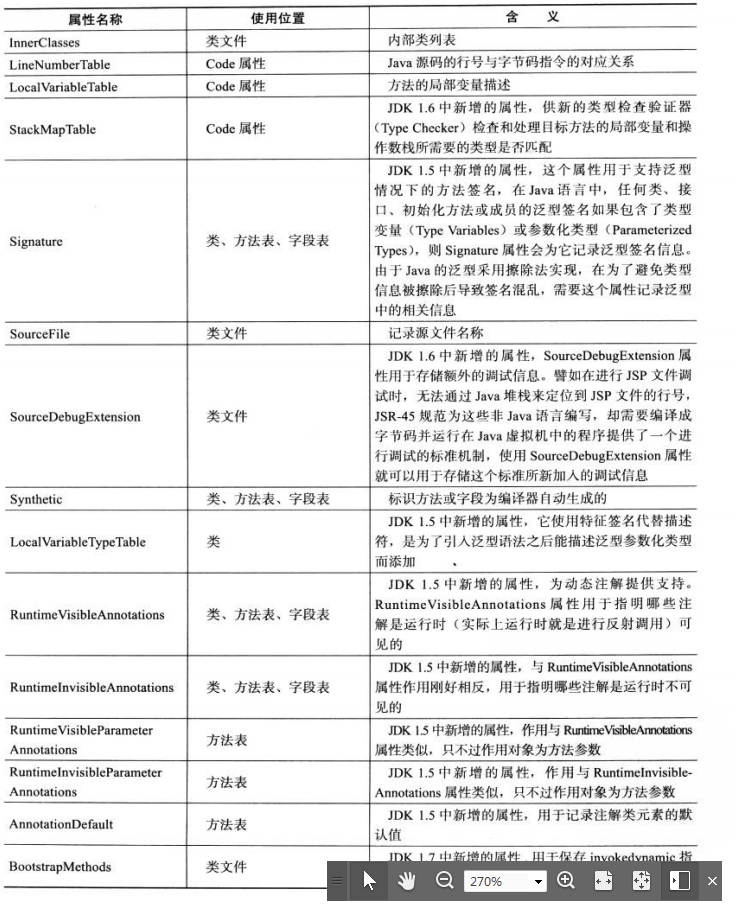 属性名称 使用位置 含 义
InnerClasses 类文件 内部类列表
LineNumberTable Code 属性 Java 源码的行号与字节码指令的对应关系
LocalVariableTable Code 属性 方法的局部变量描述
StackMapTable Code 属性 JDK 1.6 中新增的属性，供新的类型检查验证器
（Type Checker）检查和处理目标方法的局部变量和操
作数栈所需要的类型是否匹配
Signature 类、方法表、字段表 JDK 1.5 中新增的属性，这个属性用于支持泛型
情况下的方法签名，在 Java 语言中，任何类、接
口、初始化方法或成员的泛型签名如果包含了类型
变量（Type Variables）或参数化类型（Parameterized
Types），则 Signature 属性会为它记录泛型签名信息。
由于 Java 的泛型采用擦除法实现，在为了避免类型
信息被擦除后导致签名混乱，需要这个属性记录泛型
中的相关信息
SourceFile 类文件 记录源文件名称
SourceDebugExtension 类文件 JDK 1.6 中新增的属性，SourceDebugExtension 属
性用于存储额外的调试信息。譬如在进行 JSP 文件调
试时，无法通过 Java 堆栈来定位到 JSP 文件的行号，
JSR-45 规范为这些非 Java 语言编写，却需要编译成
字节码并运行在 Java 虚拟机中的程序提供了一个进
行调试的标准机制，使用 SourceDebugExtension 属性
就可以用于存储这个标准所新加入的调试信息
Synthetic 类、方法表、字段表 标识方法或字段为编译器自动生成的
LocalVariableTypeTable 类 JDK 1.5 中新增的属性，它使用特征签名代替描述
符，是为了引入泛型语法之后能描述泛型参数化类型
而添加
RuntimeVisibleAnnotations 类、方法表、字段表 JDK 1.5 中新增的属性，为动态注解提供支持。
RuntimeVisibleAnnotations 属性用于指明哪些注
解是运行时（实际上运行时就是进行反射调用）可
见的
RuntimeInvisibleAnnotations 类、方法表、字段表 JDK 1.5 中新增的属性，与 RuntimeVisibleAnnotations
属性作用刚好相反，用于指明哪些注解是运行时不可
见的
RuntimeVisibleParameter
Annotations 方法表 JDK 1.5 中新增的属性，作用与 RuntimeVisibleAnnotations
属性类似，只不过作用对象为方法参数
RuntimeInvisibleParameter
Annotations 方法表 JDK 1.5 中新增的属性，作用与 RuntimeInvisible-
Annotations 属性类似，只不过作用对象为方法参数
AnnotationDefault 方法表 JDK 1.5 中新增的属性，用于记录注解类元素的默
认值
BootstrapMethods 类文件 JDK 1.7 中新增的属性，用于保存 invokedynamic 指
270%